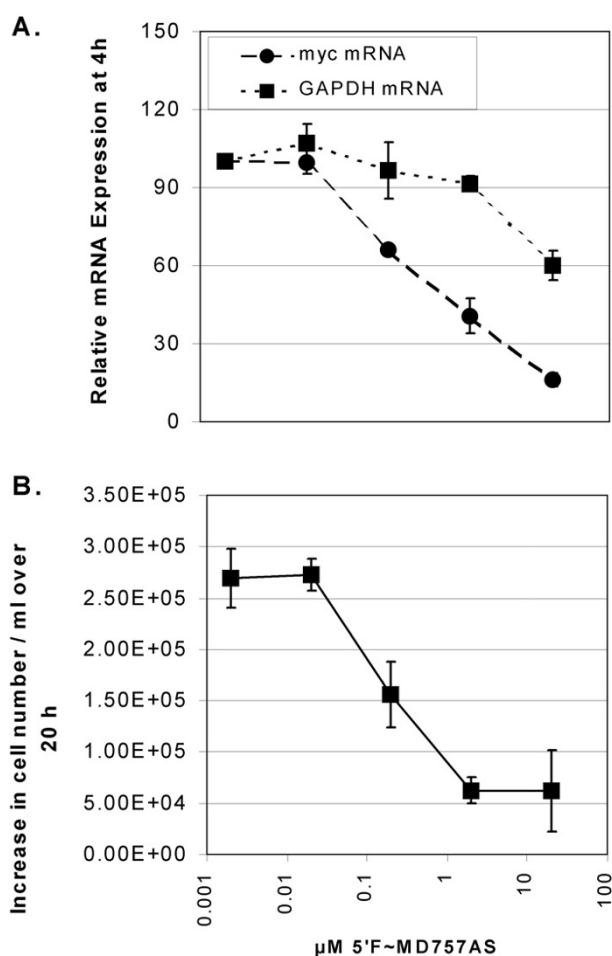 A.
150
120
90
60
30
0
Relative mRNA Expression at 4h
myc mRNA
GAPDH mRNA
B.
3.50E+05
3.00E+05
2.50E+05
2.00E+05
1.50E+05
1.00E+05
5.00E+04
0.00E+00
Increase in cell number / ml over
20 h
0.001
0.01
0.1
1
10
100
µM 5'F~MD757AS